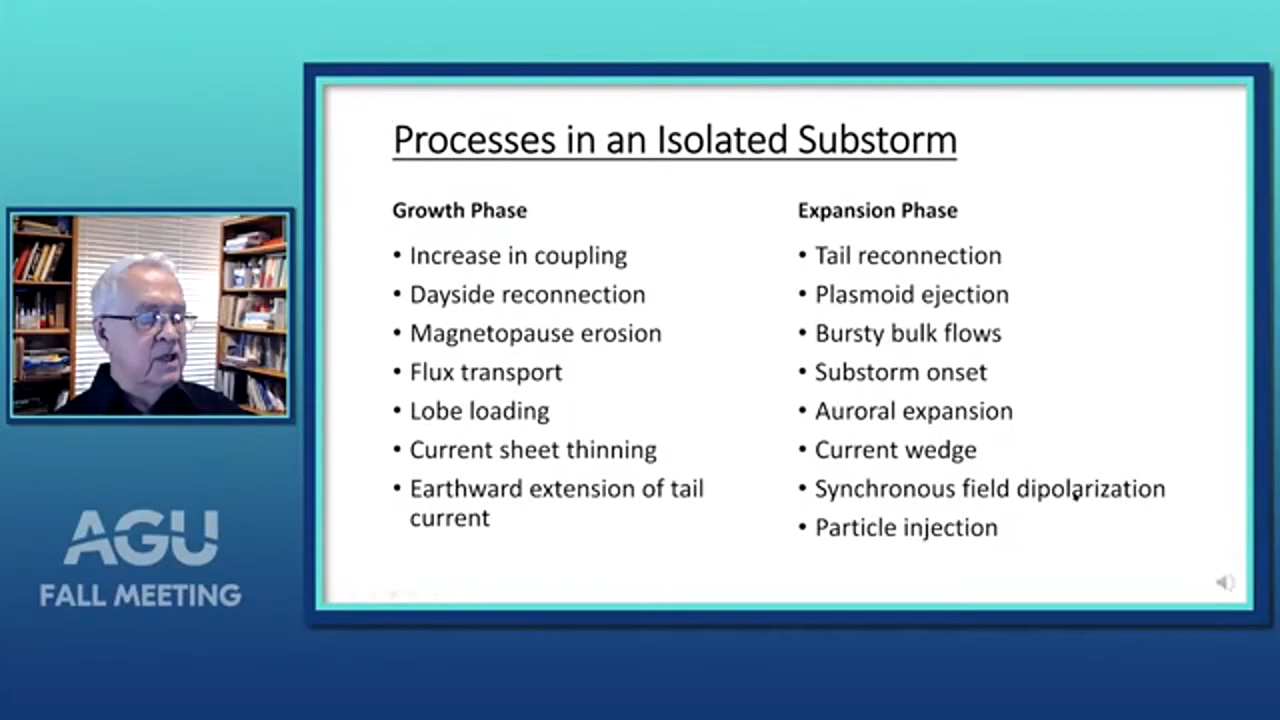 Processes in an Isolated Substorm
Growth Phase
• Increase in coupling
• Dayside reconnection
• Magnetopause erosion
• Flux transport
• Lobe loading
• Current sheet thinning
• Earthward extension of tail
current
Expansion Phase
• Tail reconnection
• Plasmoid ejection
• Bursty bulk flows
• Substorm onset
• Auroral expansion
• Current wedge
• Synchronous field dipolarization
• Particle injection
AGU
FALL MEETING